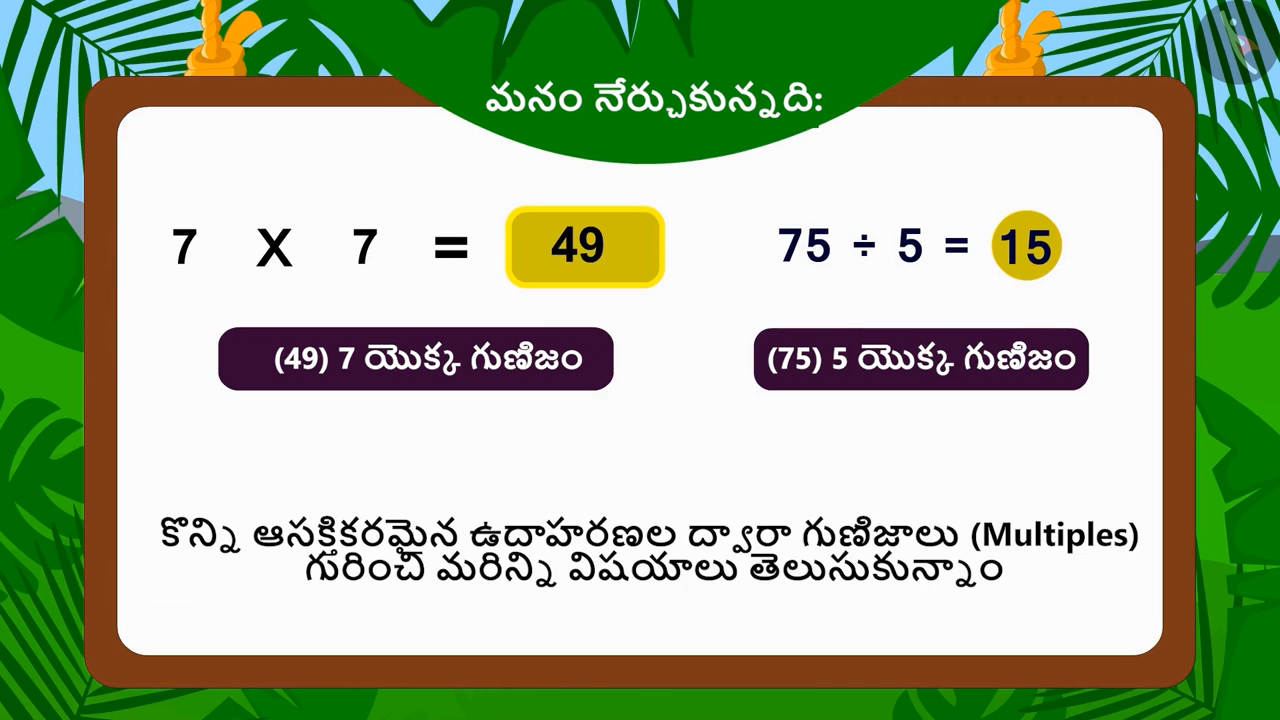 మనం నేర్చుకున్నది:
7 X 7 = 49
75 ÷ 5 = 15
(49) 7 యొక్క గుణిజం
(75) 5 యొక్క గుణిజం
కొన్ని ఆసక్తికరమైన ఉదాహరణల ద్వారా గుణిజాలు (Multiples)
గురించి మరిన్ని విషయాలు తెలుసుకున్నాం